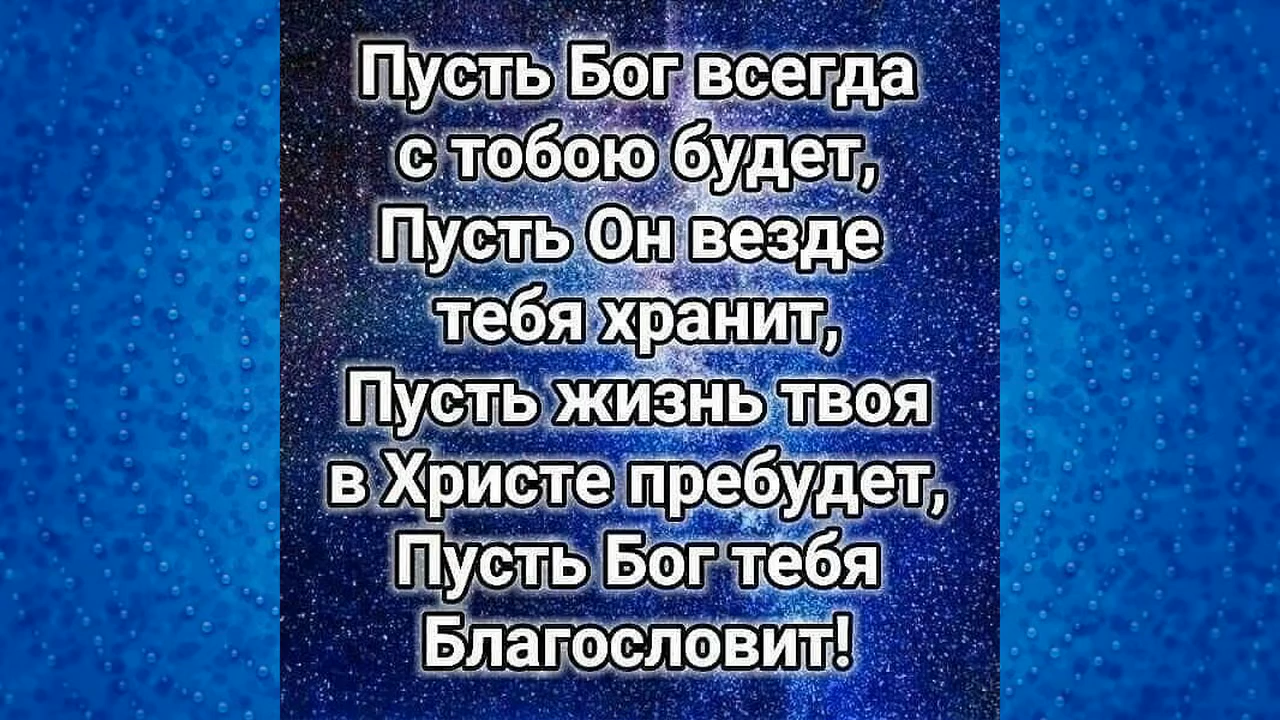 Пусть Бог всегда
с тобою будет,
Пусть Он везде
тебя хранит,
Пусть жизнь твоя
в Христе пребудет,
Пусть Бог тебя
Благословит!